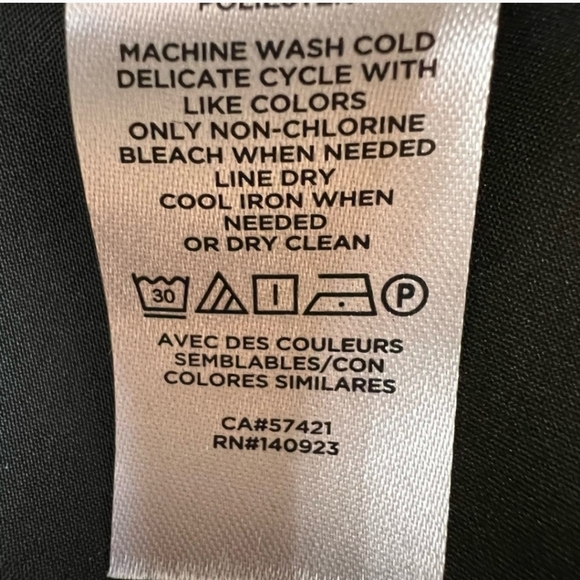 POLIESTER
MACHINE WASH COLD
DELICATE CYCLE WITH
LIKE COLORS
ONLY NON-CHLORINE
BLEACH WHEN NEEDED
LINE DRY
COOL IRON WHEN
NEEDED
OR DRY CLEAN
30 P
AVEC DES COULEURS
SEMBLABLES/CON
COLORES SIMILARES
CA#57421
RN#140923